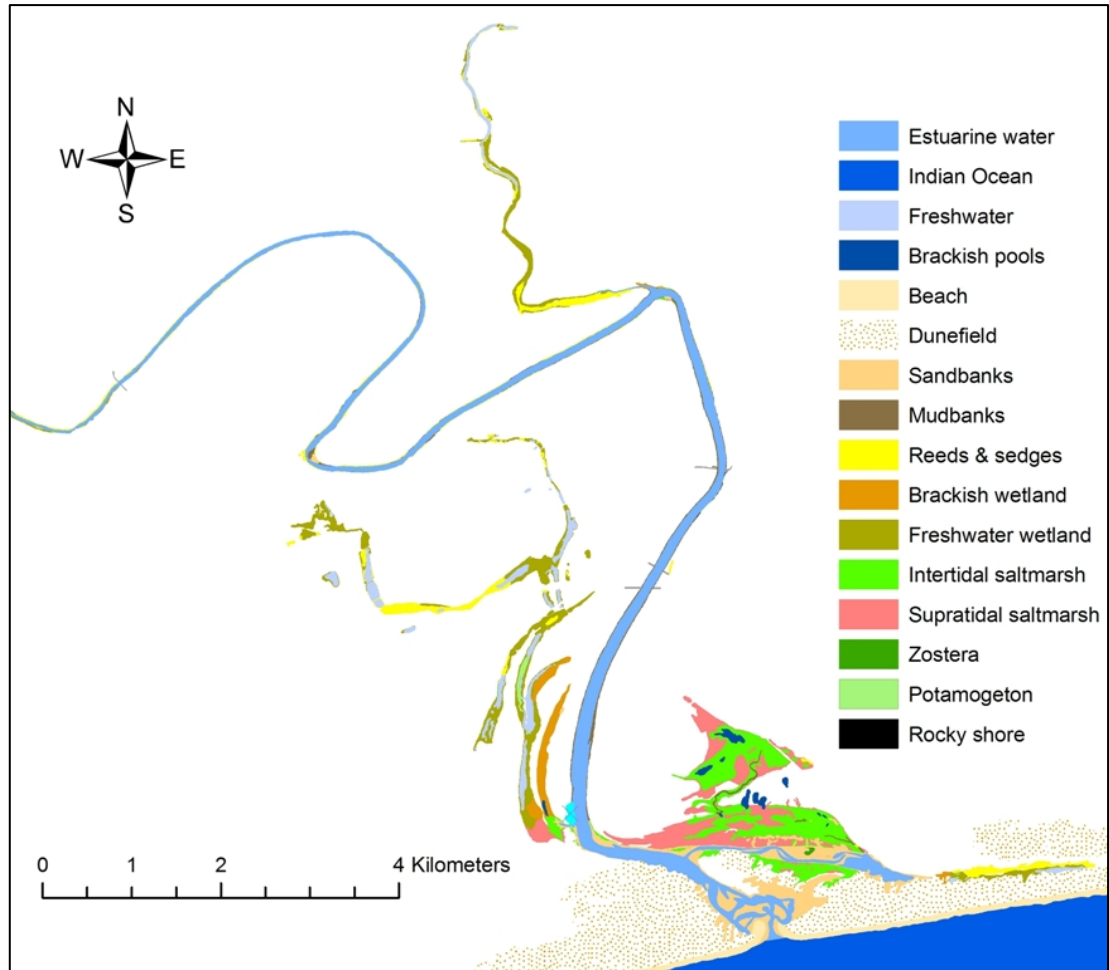 N
W E
S
Estuarine water
Indian Ocean
Freshwater
Brackish pools
Beach
Dunefield
Sandbanks
Mudbanks
Reeds & sedges
Brackish wetland
Freshwater wetland
Intertidal saltmarsh
Supratidal saltmarsh
Zostera
Potamogeton
Rocky shore
0 1 2 4 Kilometers